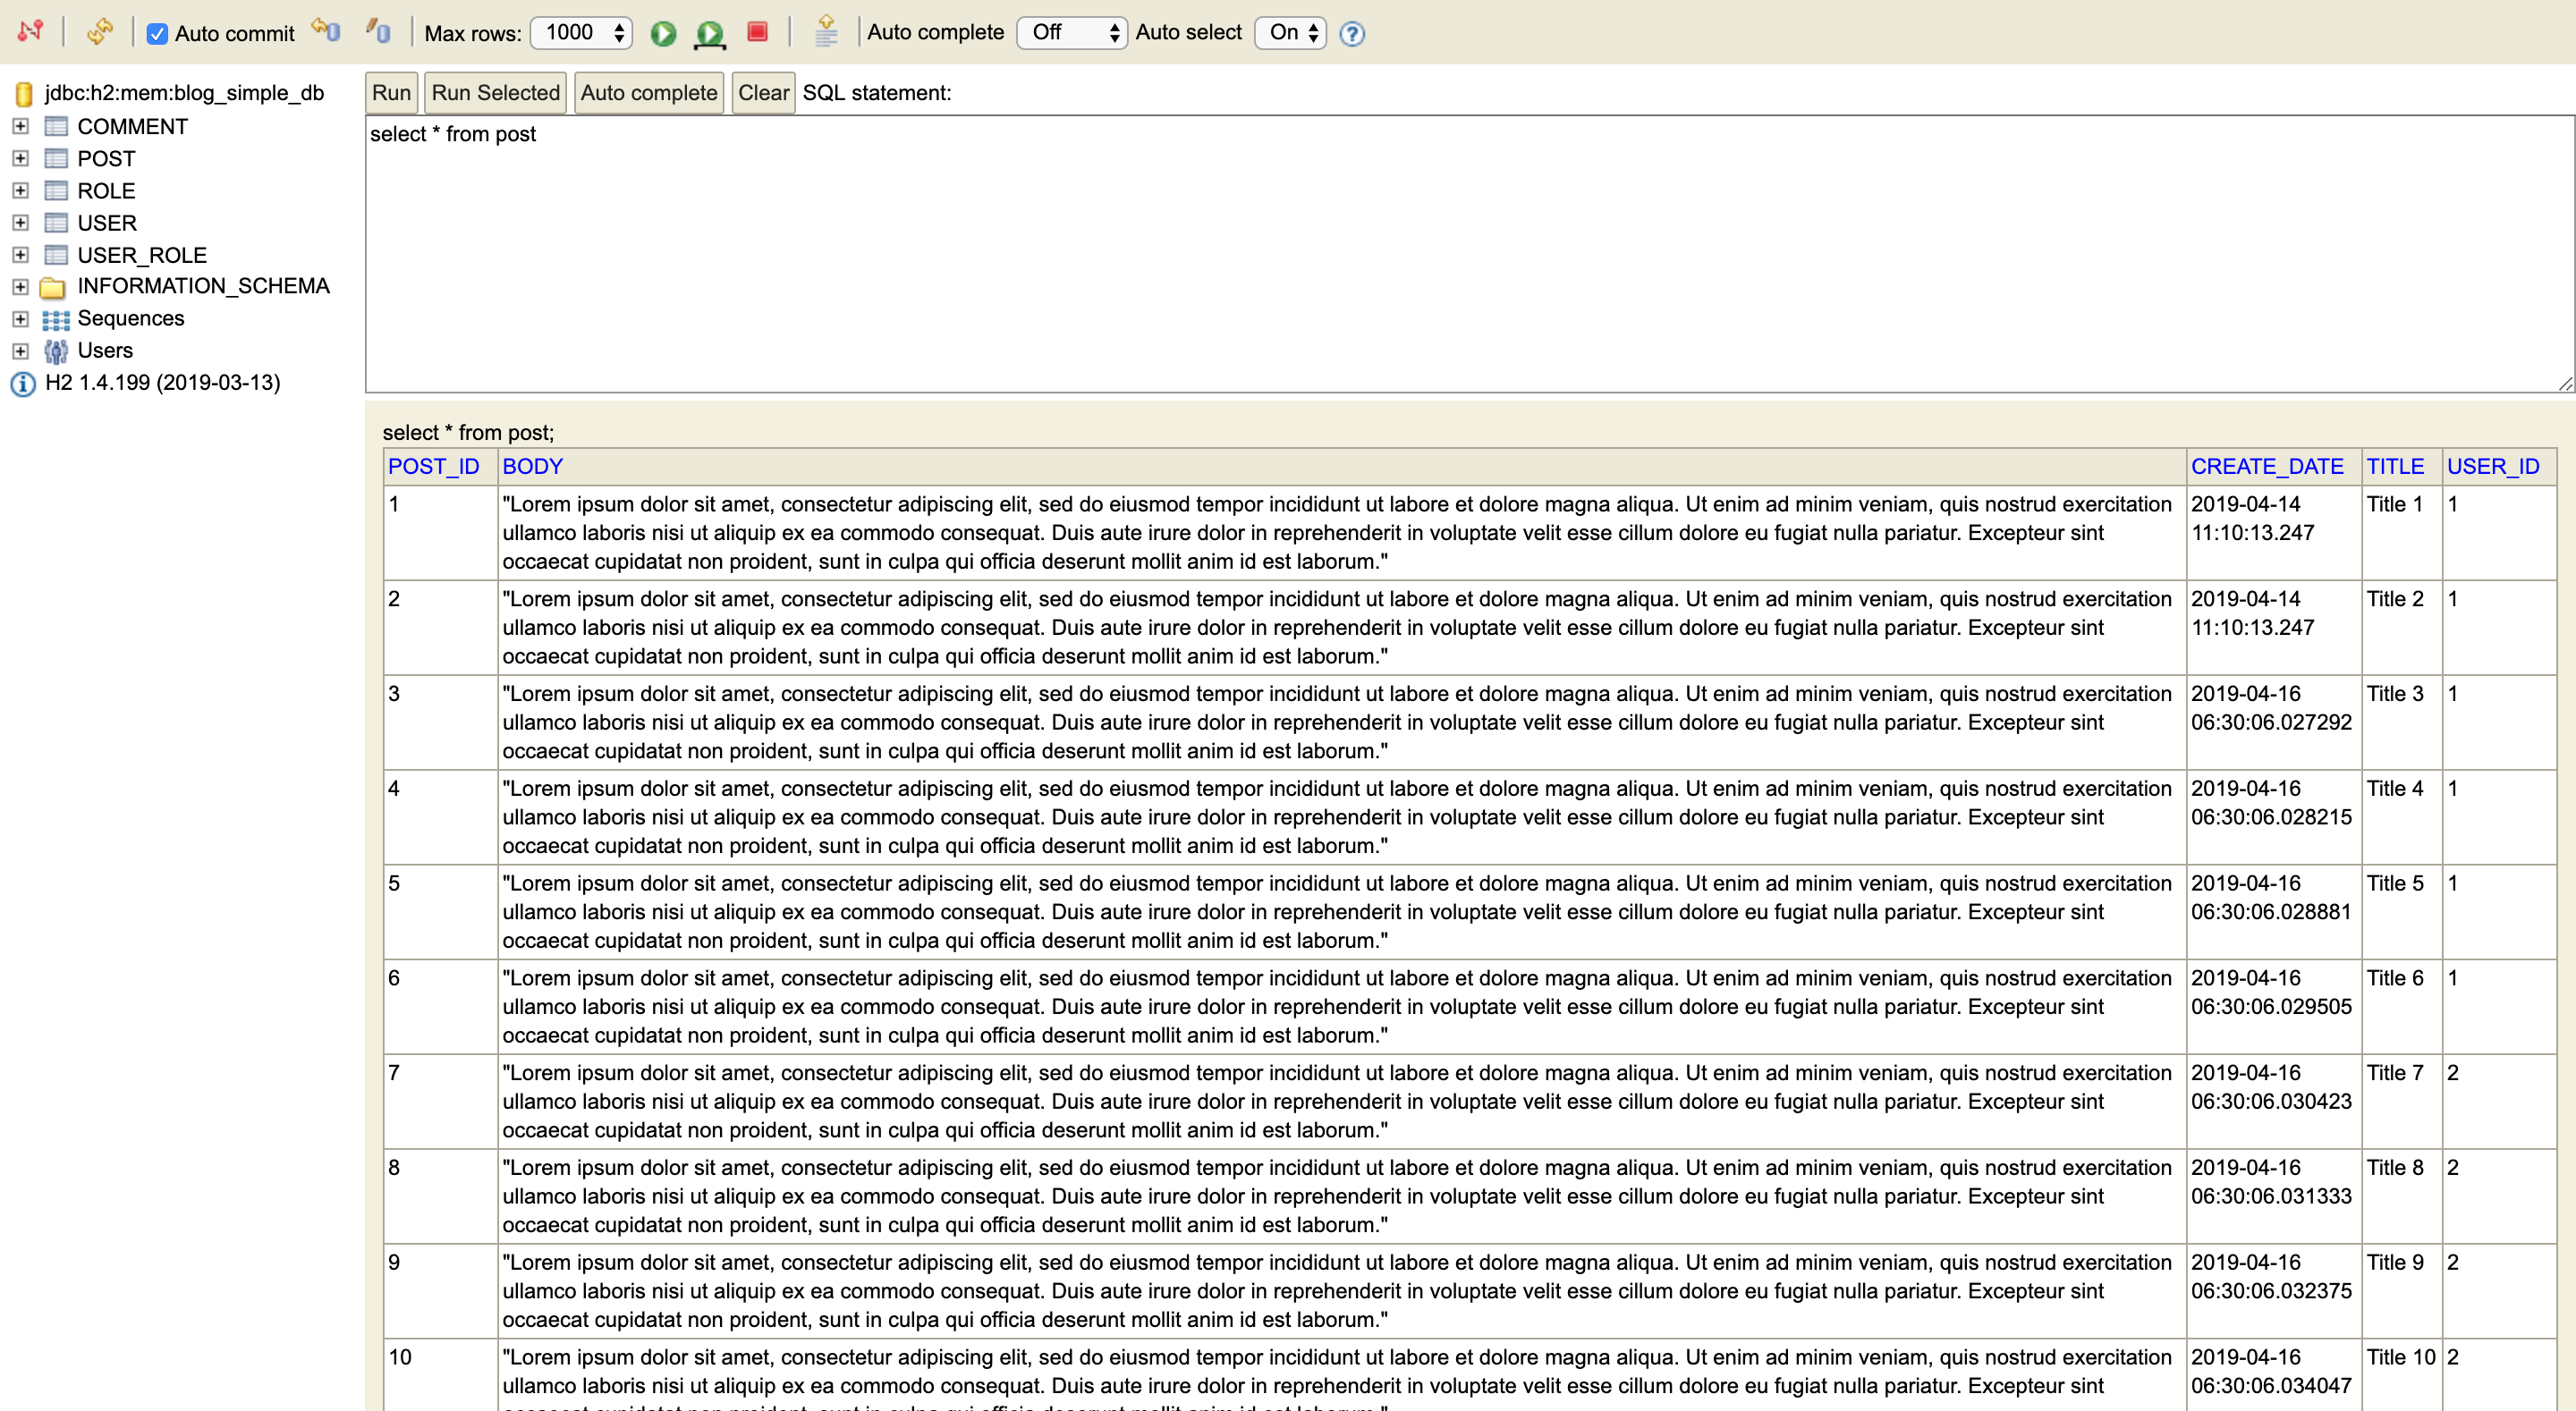 Auto commit Max rows: 1000 Auto complete Off Auto select On
jdbc:h2:mem:blog_simple_db
COMMENT
POST
ROLE
USER
USER_ROLE
INFORMATION_SCHEMA
Sequences
Users
H2 1.4.199 (2019-03-13)
Run Run Selected Auto complete Clear SQL statement:
select * from post
select * from post;
POST_ID BODY CREATE_DATE TITLE USER_ID
1 "Lorem ipsum dolor sit amet, consectetur adipiscing elit, sed do eiusmod tempor incididunt ut labore et dolore magna aliqua. Ut enim ad minim veniam, quis nostrud exercitation 2019-04-14 Title 1 1
ullamco laboris nisi ut aliquip ex ea commodo consequat. Duis aute irure dolor in reprehenderit in voluptate velit esse cillum dolore eu fugiat nulla pariatur. Excepteur sint 11:10:13.247
occaecat cupidatat non proident, sunt in culpa qui officia deserunt mollit anim id est laborum."
2 "Lorem ipsum dolor sit amet, consectetur adipiscing elit, sed do eiusmod tempor incididunt ut labore et dolore magna aliqua. Ut enim ad minim veniam, quis nostrud exercitation 2019-04-14 Title 2 1
ullamco laboris nisi ut aliquip ex ea commodo consequat. Duis aute irure dolor in reprehenderit in voluptate velit esse cillum dolore eu fugiat nulla pariatur. Excepteur sint 11:10:13.247
occaecat cupidatat non proident, sunt in culpa qui officia deserunt mollit anim id est laborum."
3 "Lorem ipsum dolor sit amet, consectetur adipiscing elit, sed do eiusmod tempor incididunt ut labore et dolore magna aliqua. Ut enim ad minim veniam, quis nostrud exercitation 2019-04-16 Title 3 1
ullamco laboris nisi ut aliquip ex ea commodo consequat. Duis aute irure dolor in reprehenderit in voluptate velit esse cillum dolore eu fugiat nulla pariatur. Excepteur sint 06:30:06.027292
occaecat cupidatat non proident, sunt in culpa qui officia deserunt mollit anim id est laborum."
4 "Lorem ipsum dolor sit amet, consectetur adipiscing elit, sed do eiusmod tempor incididunt ut labore et dolore magna aliqua. Ut enim ad minim veniam, quis nostrud exercitation 2019-04-16 Title 4 1
ullamco laboris nisi ut aliquip ex ea commodo consequat. Duis aute irure dolor in reprehenderit in voluptate velit esse cillum dolore eu fugiat nulla pariatur. Excepteur sint 06:30:06.028215
occaecat cupidatat non proident, sunt in culpa qui officia deserunt mollit anim id est laborum."
5 "Lorem ipsum dolor sit amet, consectetur adipiscing elit, sed do eiusmod tempor incididunt ut labore et dolore magna aliqua. Ut enim ad minim veniam, quis nostrud exercitation 2019-04-16 Title 5 1
ullamco laboris nisi ut aliquip ex ea commodo consequat. Duis aute irure dolor in reprehenderit in voluptate velit esse cillum dolore eu fugiat nulla pariatur. Excepteur sint 06:30:06.028881
occaecat cupidatat non proident, sunt in culpa qui officia deserunt mollit anim id est laborum."
6 "Lorem ipsum dolor sit amet, consectetur adipiscing elit, sed do eiusmod tempor incididunt ut labore et dolore magna aliqua. Ut enim ad minim veniam, quis nostrud exercitation 2019-04-16 Title 6 1
ullamco laboris nisi ut aliquip ex ea commodo consequat. Duis aute irure dolor in reprehenderit in voluptate velit esse cillum dolore eu fugiat nulla pariatur. Excepteur sint 06:30:06.029505
occaecat cupidatat non proident, sunt in culpa qui officia deserunt mollit anim id est laborum."
7 "Lorem ipsum dolor sit amet, consectetur adipiscing elit, sed do eiusmod tempor incididunt ut labore et dolore magna aliqua. Ut enim ad minim veniam, quis nostrud exercitation 2019-04-16 Title 7 2
ullamco laboris nisi ut aliquip ex ea commodo consequat. Duis aute irure dolor in reprehenderit in voluptate velit esse cillum dolore eu fugiat nulla pariatur. Excepteur sint 06:30:06.030423
occaecat cupidatat non proident, sunt in culpa qui officia deserunt mollit anim id est laborum."
8 "Lorem ipsum dolor sit amet, consectetur adipiscing elit, sed do eiusmod tempor incididunt ut labore et dolore magna aliqua. Ut enim ad minim veniam, quis nostrud exercitation 2019-04-16 Title 8 2
ullamco laboris nisi ut aliquip ex ea commodo consequat. Duis aute irure dolor in reprehenderit in voluptate velit esse cillum dolore eu fugiat nulla pariatur. Excepteur sint 06:30:06.031333
occaecat cupidatat non proident, sunt in culpa qui officia deserunt mollit anim id est laborum."
9 "Lorem ipsum dolor sit amet, consectetur adipiscing elit, sed do eiusmod tempor incididunt ut labore et dolore magna aliqua. Ut enim ad minim veniam, quis nostrud exercitation 2019-04-16 Title 9 2
ullamco laboris nisi ut aliquip ex ea commodo consequat. Duis aute irure dolor in reprehenderit in voluptate velit esse cillum dolore eu fugiat nulla pariatur. Excepteur sint 06:30:06.032375
occaecat cupidatat non proident, sunt in culpa qui officia deserunt mollit anim id est laborum."
10 "Lorem ipsum dolor sit amet, consectetur adipiscing elit, sed do eiusmod tempor incididunt ut labore et dolore magna aliqua. Ut enim ad minim veniam, quis nostrud exercitation 2019-04-16 Title 10 2
ullamco laboris nisi ut aliquip ex ea commodo consequat. Duis aute irure dolor in reprehenderit in voluptate velit esse cillum dolore eu fugiat nulla pariatur. Excepteur sint 06:30:06.034047